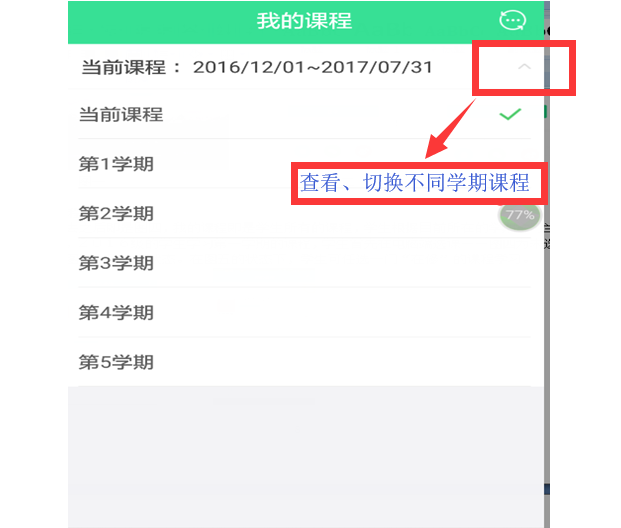 我的课程
当前课程： 2016/12/01~2017/07/31
当前课程
第1学期
查看、切换不同学期课程
第2学期
77%
第3学期
第4学期
第5学期